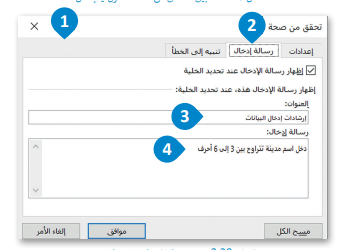 تحقق من صحة
2
1
إعدادات
رسالة إدخال
تنبيه إلى الخطأ
إظهار رسالة الإدخال عند تحديد الخلية
إظهار رسالة الإدخال هذه، عند تحديد الخلية:
العنوان:
إرشادات إدخال البيانات
3
رسالة إدخال:
دخل اسم مدينة تتراوح بين 3 إلى 6 أحرف
4
مسح الكل
موافق
إلغاء الأمر